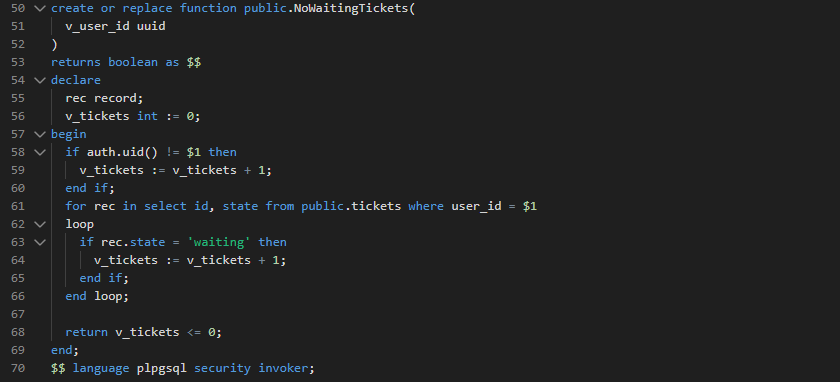 50 create or replace function public.NoWaitingTickets(
51   v_user_id uuid
52 )
53 returns boolean as $$
54 declare
55   rec record;
56   v_tickets int := 0;
57 begin
58   if auth.uid() != $1 then
59     v_tickets := v_tickets + 1;
60   end if;
61   for rec in select id, state from public.tickets where user_id = $1
62   loop
63     if rec.state = 'waiting' then
64       v_tickets := v_tickets + 1;
65     end if;
66   end loop;
67
68   return v_tickets <= 0;
69 end;
70 $$ language plpgsql security invoker;